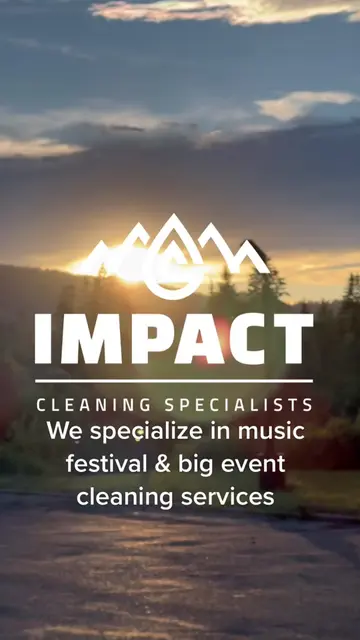 IMPACT
CLEANING SPECIALISTS
We specialize in music
festival & big event
cleaning services